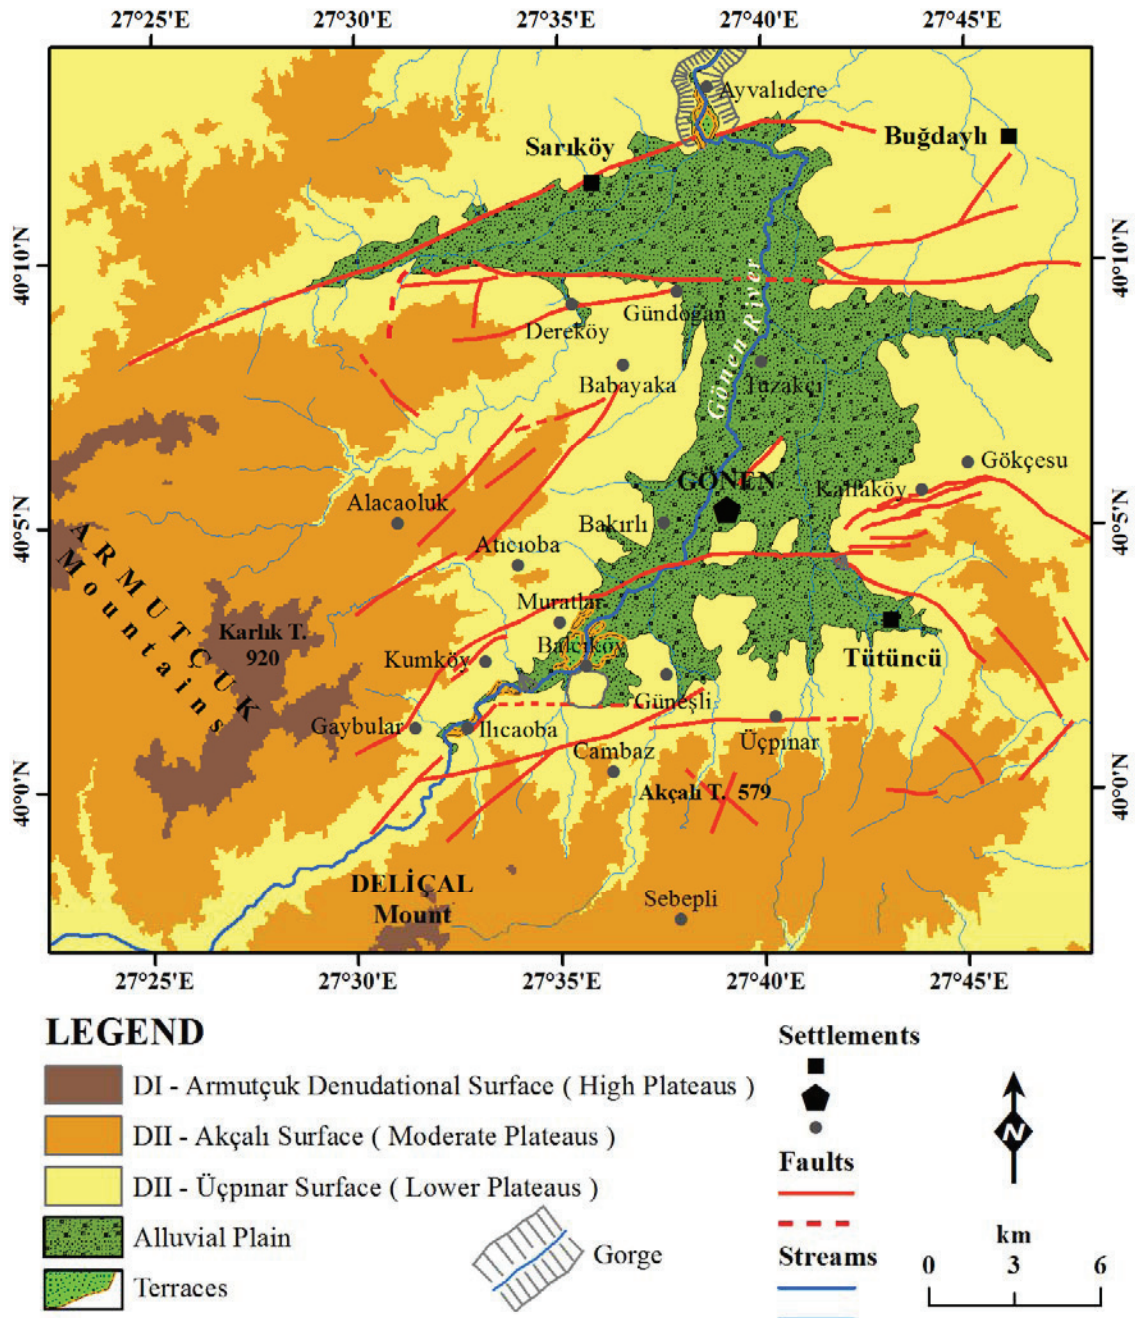 27°25'E 27°30'E 27°35'E 27°40'E 27°45'E
Ayvalıdere
Sarıköy
Buğdaylı
40°10'N
40°10'N
Gündoğan
Dereköy
Gönen River
Babayaka
Tuzakçı
Gökçesu
GÖNEN
Kallaköy
Alacaoluk
Bakırlı
40°5'N
40°5'N
Atıcıoba
ARMUTÇUK
Mountains
Muratlar
Karlık T.
920
Balcıköy
Kumköy
Tütüncü
Güneşli
Gaybular
Ilıcaoba
Üçpınar
Cambaz
40°0'N
40°0'N
Akçalı T. 579
DELİÇAL
Mount
Sebepli
27°25'E 27°30'E 27°35'E 27°40'E 27°45'E
LEGEND
DI - Armutçuk Denudational Surface ( High Plateaus )
DII - Akçalı Surface ( Moderate Plateaus )
DII - Üçpınar Surface ( Lower Plateaus )
Alluvial Plain
Terraces
Gorge
Settlements
Faults
Streams
N
km
0 3 6